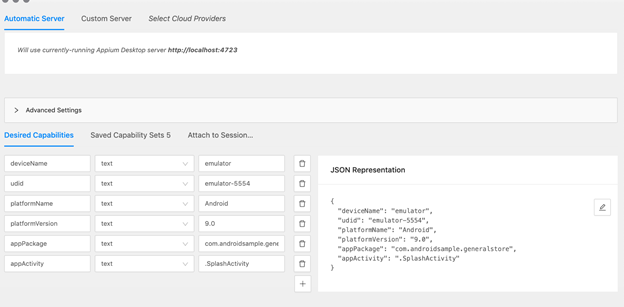 Automatic Server Custom Server Select Cloud Providers
Will use currently-running Appium Desktop server http://localhost:4723
Advanced Settings
Desired Capabilities Saved Capability Sets 5 Attach to Session...
deviceName text emulator
udid text emulator-5554
platformName text Android
platformVersion text 9.0
appPackage text com.androidsample.gene
appActivity text .SplashActivity
JSON Representation
{
"deviceName": "emulator",
"udid": "emulator-5554",
"platformName": "Android",
"platformVersion": "9.0",
"appPackage": "com.androidsample.generalstore",
"appActivity": ".SplashActivity"
}